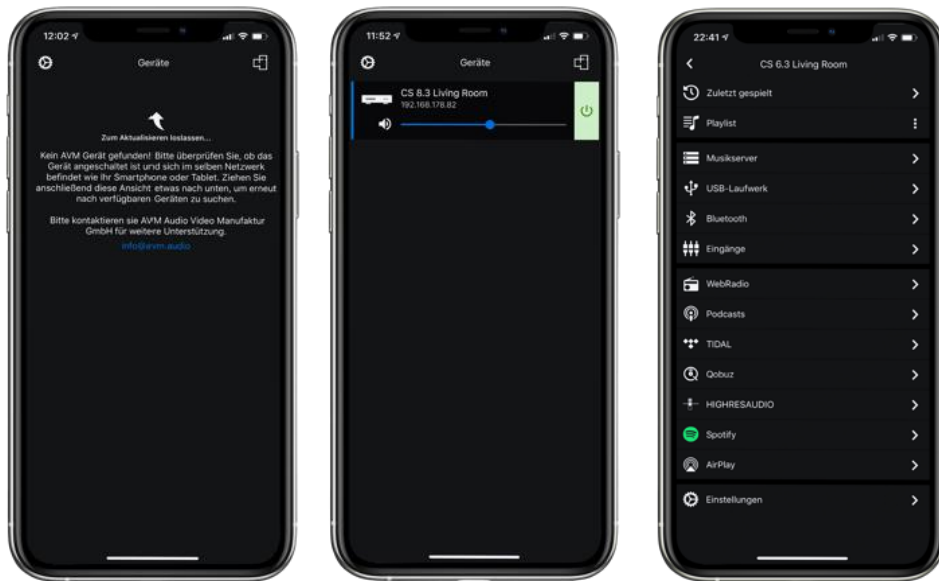 12:02
Geräte
Zum Aktualisieren loslassen...
Kein AVM Gerät gefunden! Bitte überprüfen Sie, ob das
Gerät angeschaltet ist und sich im selben Netzwerk
befindet wie Ihr Smartphone oder Tablet. Ziehen Sie
anschließend diese Ansicht etwas nach unten, um erneut
nach verfügbaren Geräten zu suchen.
Bitte kontaktieren sie AVM Audio Video Manufaktur
GmbH für weitere Unterstützung.
info@avm.audio
11:52
Geräte
CS 8.3 Living Room
192.168.178.82
22:41
CS 6.3 Living Room
Zuletzt gespielt
Playlist
Musikserver
USB-Laufwerk
Bluetooth
Eingänge
WebRadio
Podcasts
TIDAL
Qobuz
HIGHRESAUDIO
Spotify
AirPlay
Einstellungen